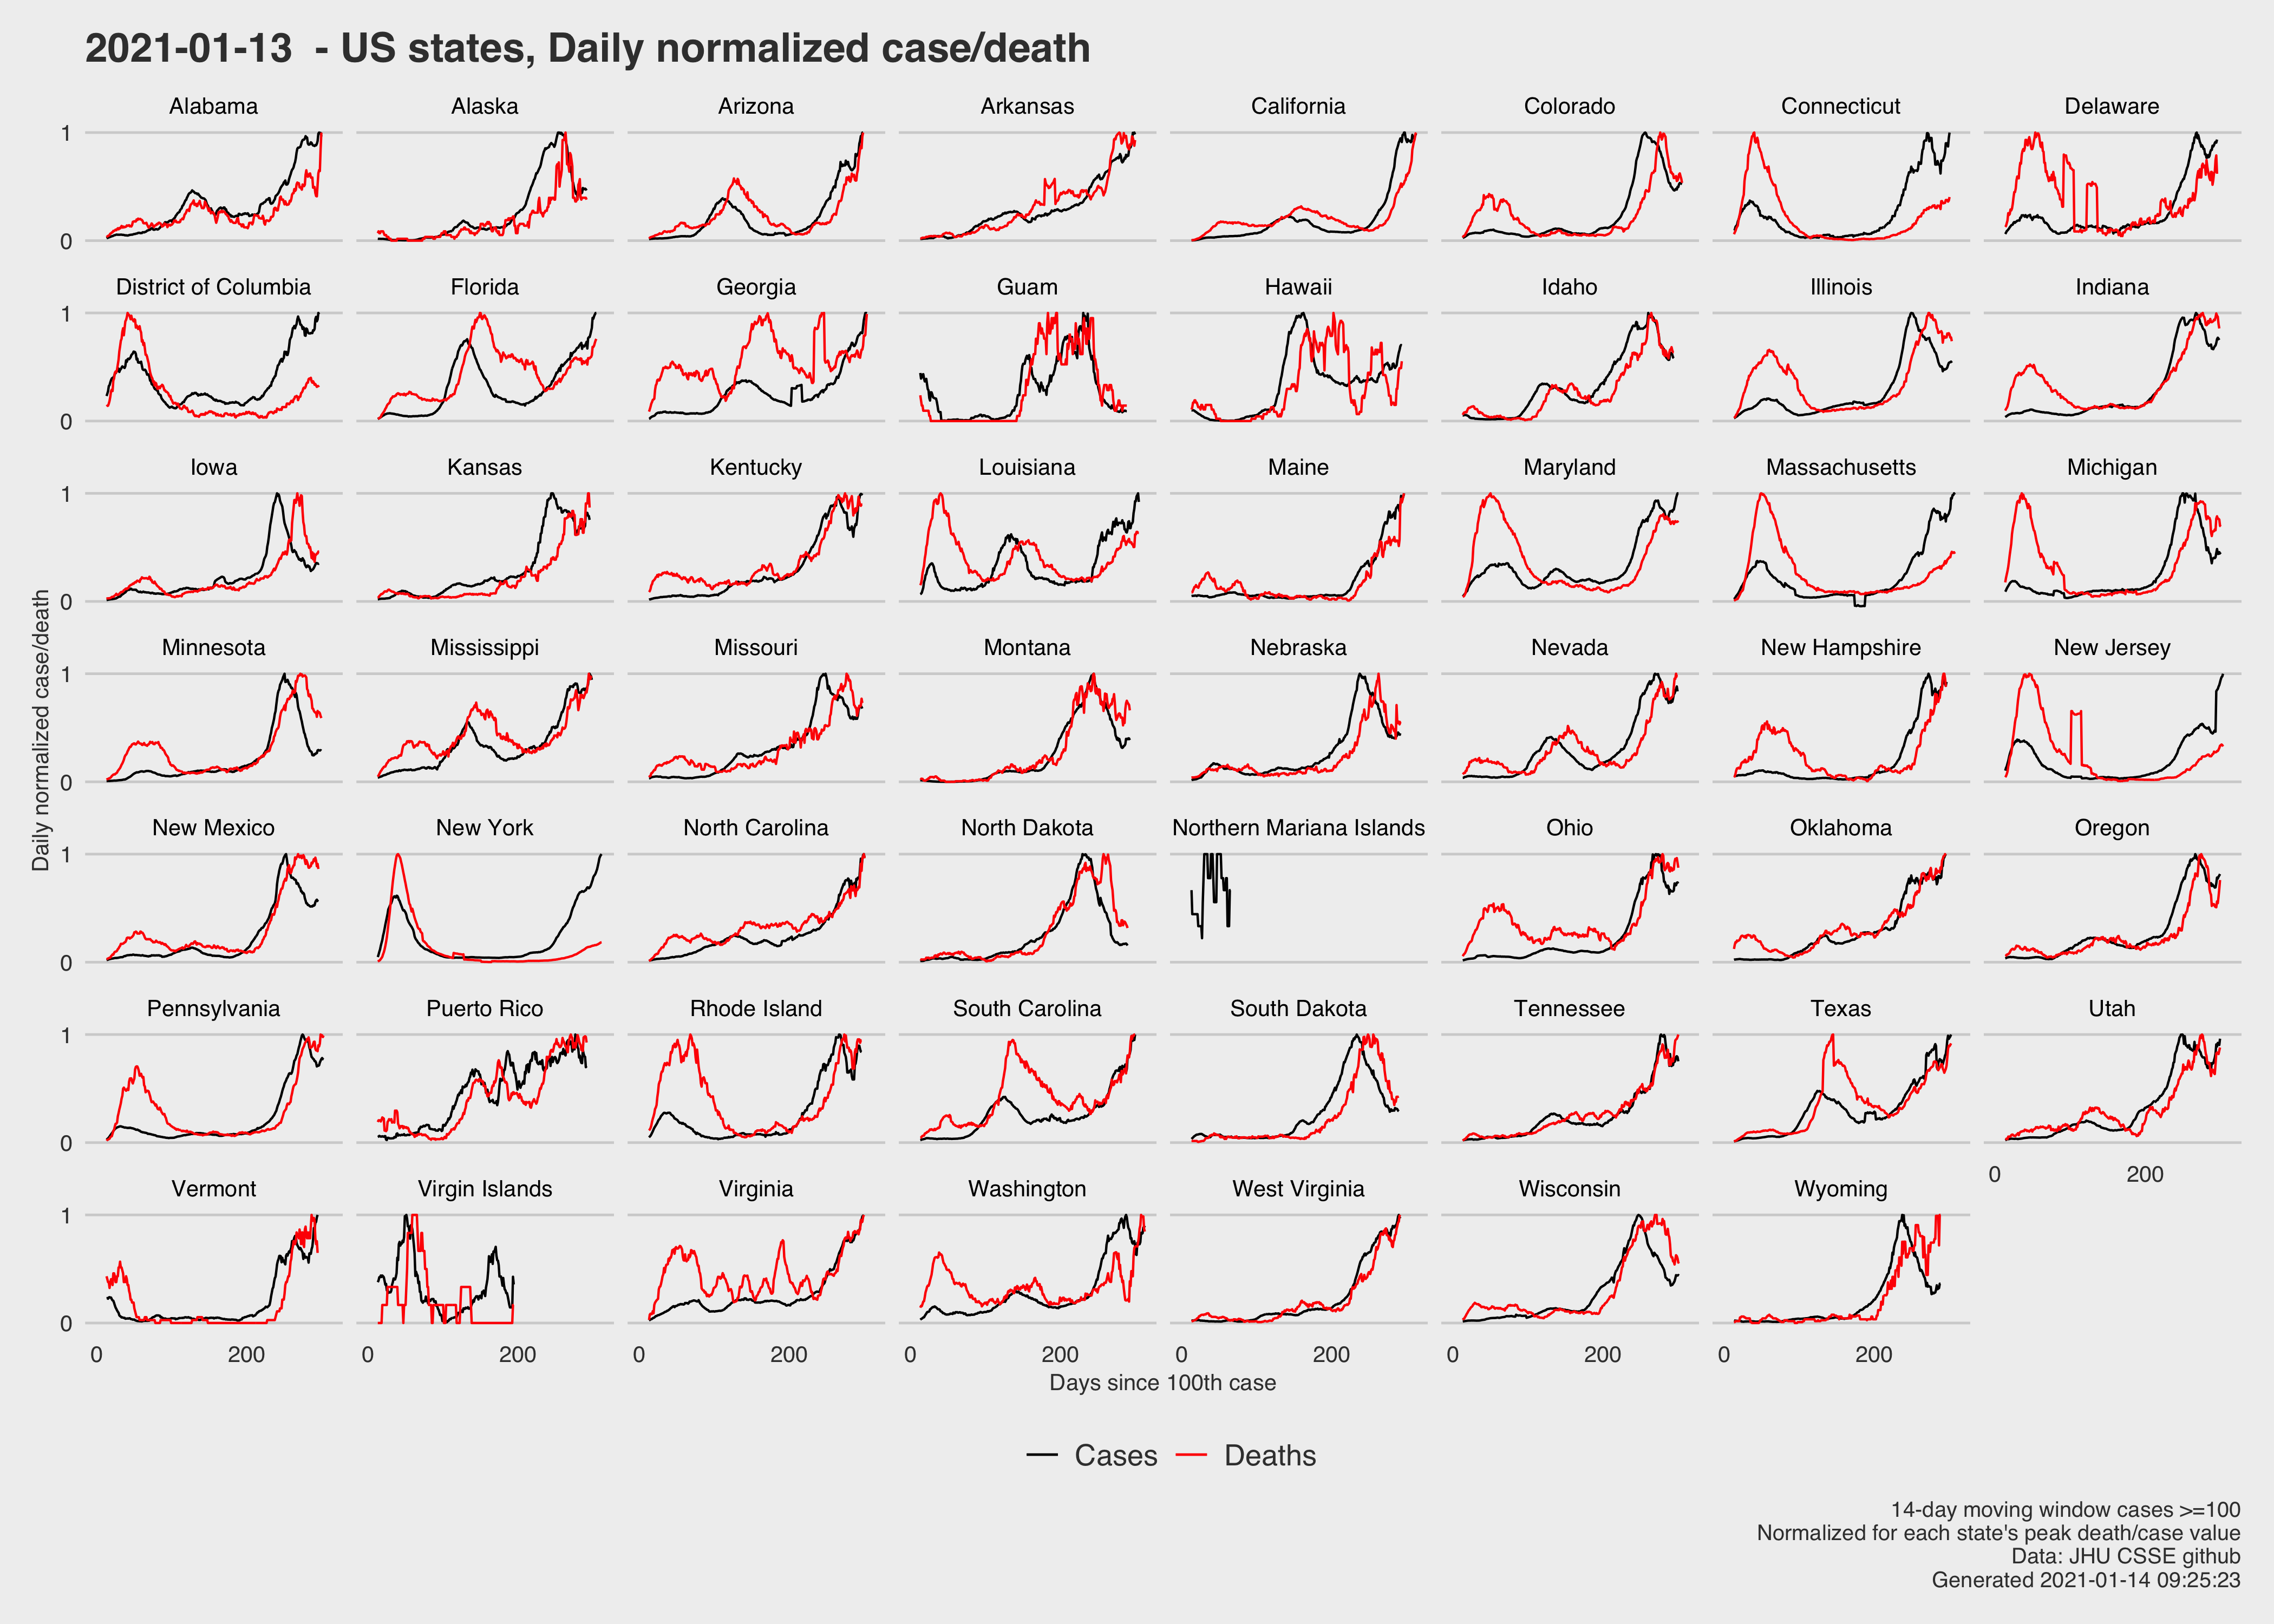 2021-01-13  - US states, Daily normalized case/death
Alabama Alaska Arizona Arkansas California Colorado Connecticut Delaware
1
0
District of Columbia Florida Georgia Guam Hawaii Idaho Illinois Indiana
1
0
Iowa Kansas Kentucky Louisiana Maine Maryland Massachusetts Michigan
1
0
Daily normalized case/death
Minnesota Mississippi Missouri Montana Nebraska Nevada New Hampshire New Jersey
1
0
New Mexico New York North Carolina North Dakota Northern Mariana Islands Ohio Oklahoma Oregon
1
0
Pennsylvania Puerto Rico Rhode Island South Carolina South Dakota Tennessee Texas Utah
1
0
0 200
Vermont Virgin Islands Virginia Washington West Virginia Wisconsin Wyoming
1
0
0 200 0 200 0 200 0 200 0 200 0 200 0 200
Days since 100th case
Cases Deaths
14-day moving window cases >=100
Normalized for each state's peak death/case value
Data: JHU CSSE github
Generated 2021-01-14 09:25:23